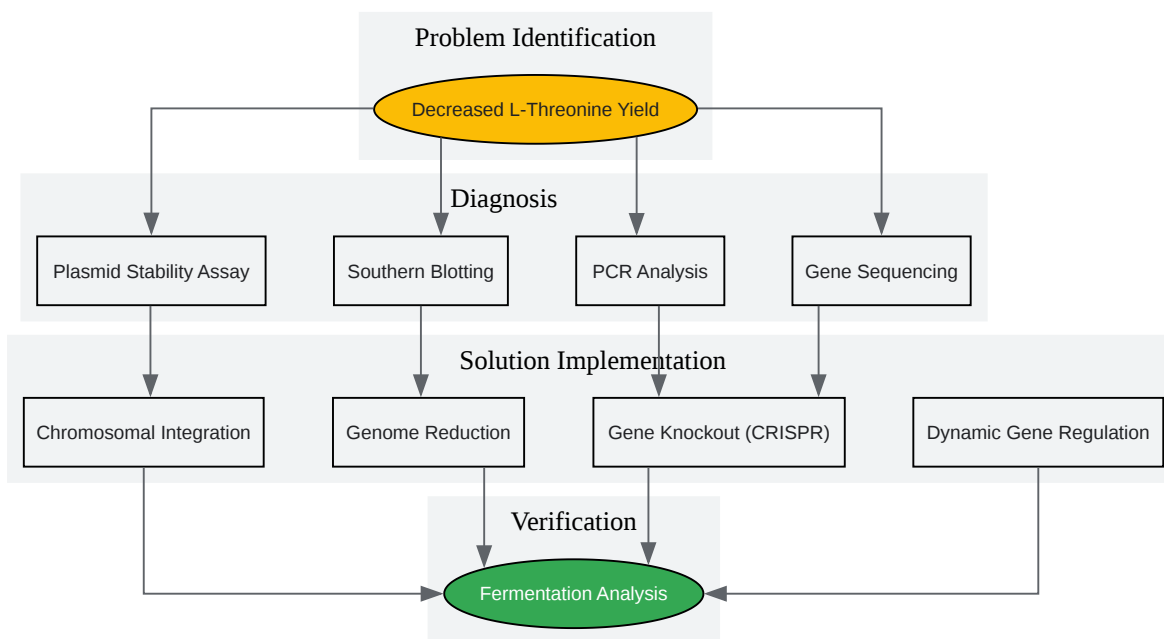 Problem Identification
Decreased L-Threonine Yield
Diagnosis
Plasmid Stability Assay
Southern Blotting
PCR Analysis
Gene Sequencing
Solution Implementation
Chromosomal Integration
Genome Reduction
Gene Knockout (CRISPR)
Dynamic Gene Regulation
Verification
Fermentation Analysis